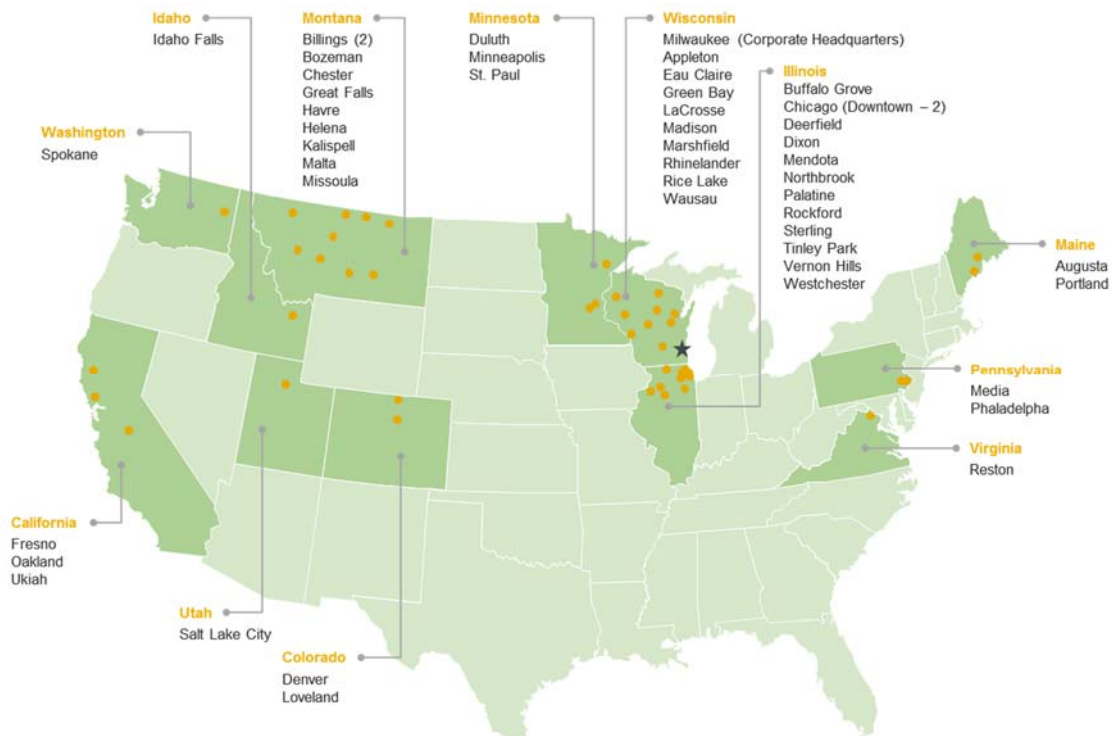 Idaho
Idaho Falls
Montana
Billings (2)
Bozeman
Chester
Great Falls
Havre
Helena
Kalispell
Malta
Missoula
Minnesota
Duluth
Minneapolis
St. Paul
Wisconsin
Milwaukee (Corporate Headquarters)
Appleton
Eau Claire
Green Bay
LaCrosse
Madison
Marshfield
Rhinelander
Rice Lake
Wausau
Illinois
Buffalo Grove
Chicago (Downtown – 2)
Deerfield
Dixon
Mendota
Northbrook
Palatine
Rockford
Sterling
Tinley Park
Vernon Hills
Westchester
Washington
Spokane
Maine
Augusta
Portland
Pennsylvania
Media
Phaladelpha
Virginia
Reston
California
Fresno
Oakland
Ukiah
Utah
Salt Lake City
Colorado
Denver
Loveland